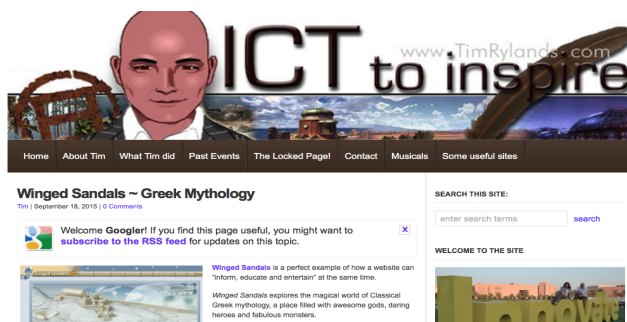 ICT to inspire
www.TimRylands.com
Home About Tim What Tim did Past Events The Locked Page! Contact Musicals Some useful sites
Winged Sandals ~ Greek Mythology
Tim | September 18, 2015 | 0 Comments
Welcome Googler! If you find this page useful, you might want to
subscribe to the RSS feed for updates on this topic.
x
Winged Sandals is a perfect example of how a website can
"inform, educate and entertain" at the same time.
Winged Sandals explores the magical world of Classical
Greek mythology, a place filled with awesome gods, daring
heroes and fabulous monsters.
SEARCH THIS SITE:
enter search terms search
WELCOME TO THE SITE
Innovate